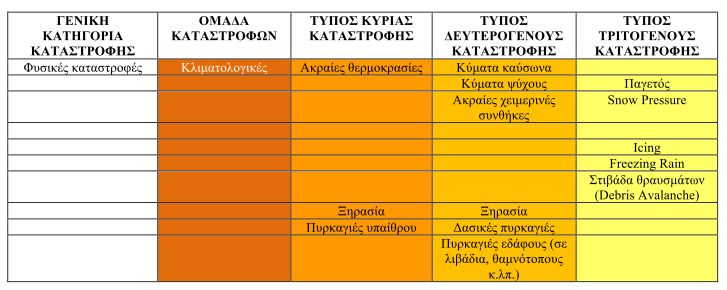 ΓΕΝΙΚΗ ΚΑΤΗΓΟΡΙΑ ΚΑΤΑΣΤΡΟΦΗΣ ΟΜΑΔΑ ΚΑΤΑΣΤΡΟΦΩΝ ΤΥΠΟΣ ΚΥΡΙΑΣ ΚΑΤΑΣΤΡΟΦΗΣ ΤΥΠΟΣ ΔΕΥΤΕΡΟΓΕΝΟΥΣ ΚΑΤΑΣΤΡΟΦΗΣ ΤΥΠΟΣ ΤΡΙΤΟΓΕΝΟΥΣ ΚΑΤΑΣΤΡΟΦΗΣ
Φυσικές καταστροφές Κλιματολογικές Ακραίες θερμοκρασίες Κύματα καύσωνα
Κύματα ψύχους Παγετός
Ακραίες χειμερινές συνθήκες Snow Pressure
Icing
Freezing Rain
Στιβάδα θραυσμάτων (Debris Avalanche)
Ξηρασία Ξηρασία
Πυρκαγιές υπαίθρου Δασικές πυρκαγιές
Πυρκαγιές εδάφους (σε λιβάδια, θαμνότοπους κ.λπ.)